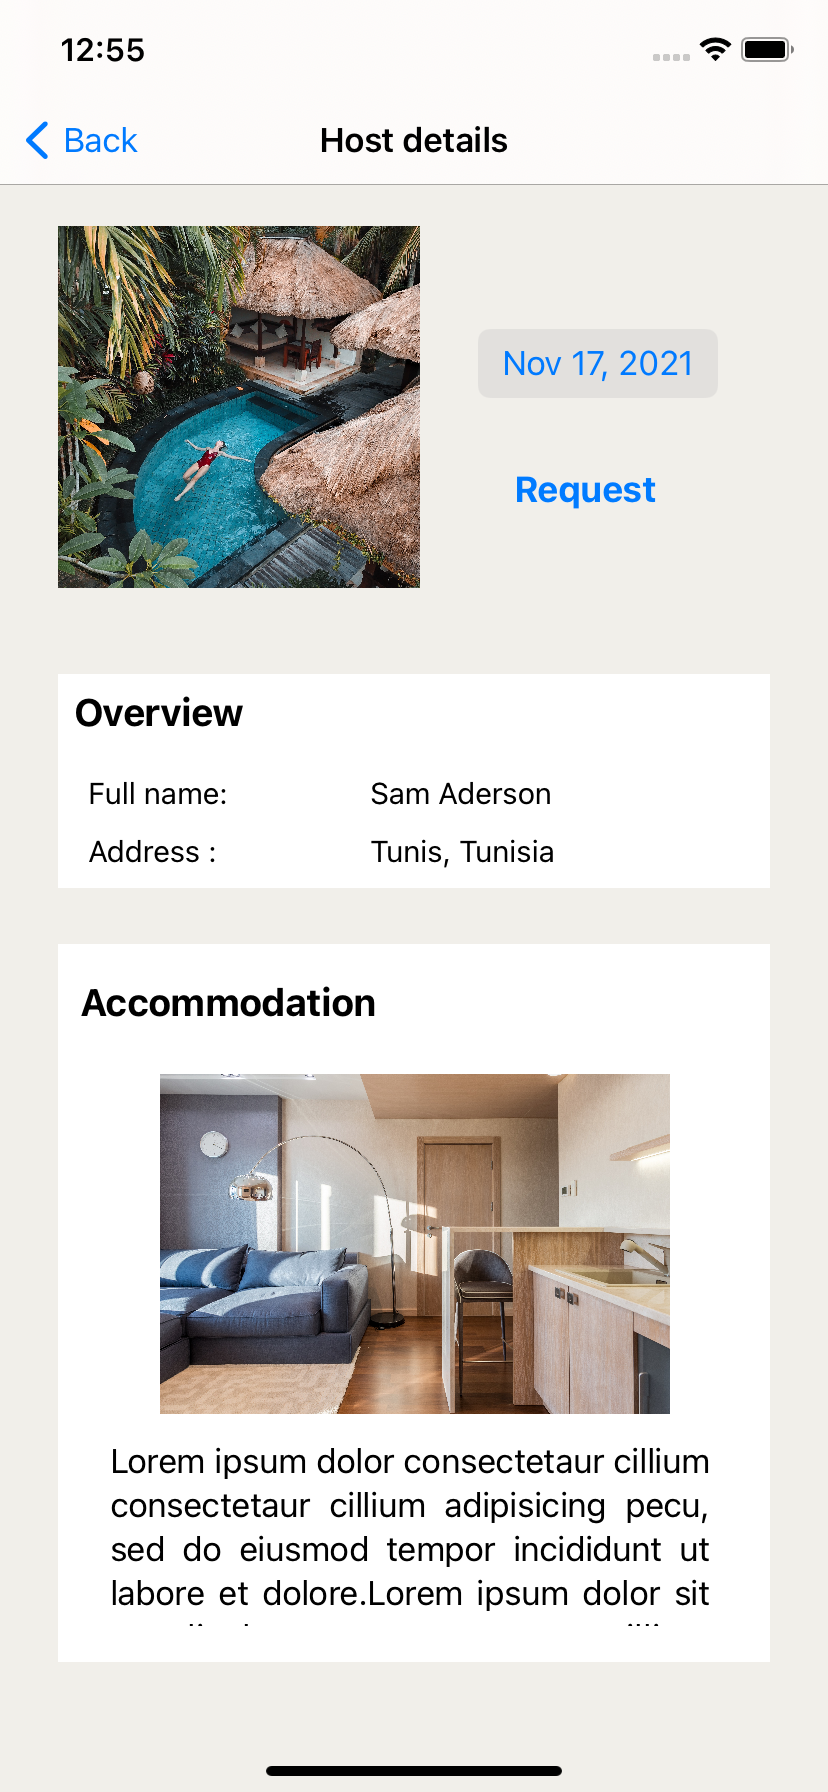 12:55
Back
Host details
Nov 17, 2021
Request
Overview
Full name:
Sam Aderson
Address :
Tunis, Tunisia
Accommodation
Lorem ipsum dolor consectetaur cillium
consectetaur cillium adipisicing pecu,
sed do eiusmod tempor incididunt ut
labore et dolore.Lorem ipsum dolor sit